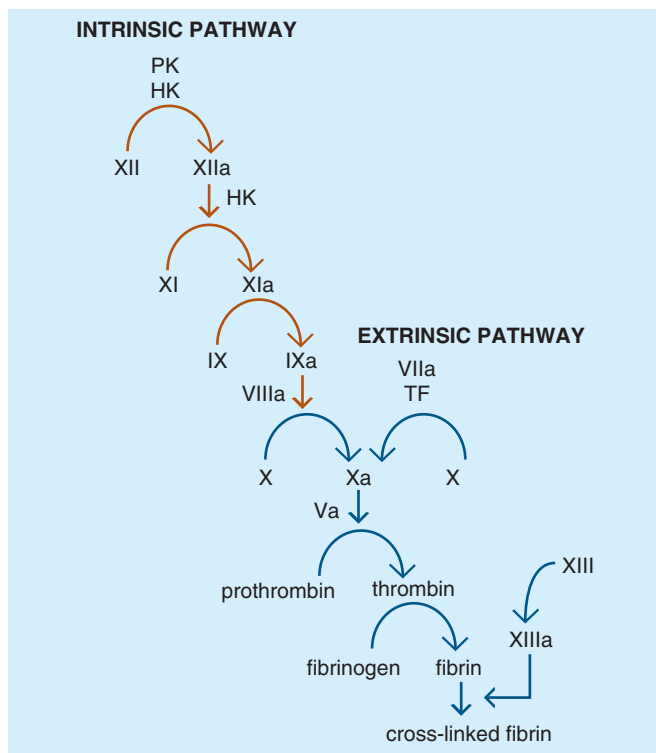 INTRINSIC PATHWAY
PK
HK
XII
XIIa
HK
XI
XIa
IX
IXa
EXTRINSIC PATHWAY
VIIa
TF
VIIIa
X
Xa
X
Va
prothrombin
thrombin
XIII
fibrinogen
fibrin
XIIIa
cross-linked fibrin